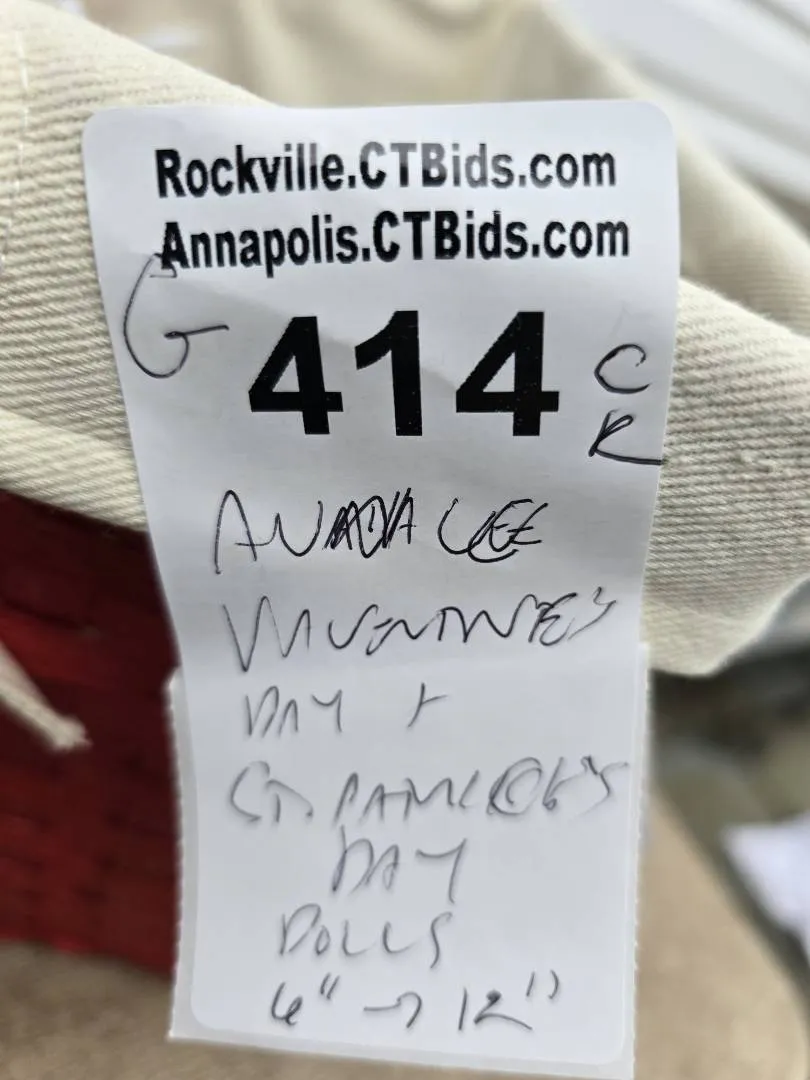 Rockville.CTBids.com
Annapolis.CTBids.com
G 414 C
R
ANNALEE
VALENTINE'S
DAY +
ST. PATRICK'S
DAY
DOLLS
6" → 12"